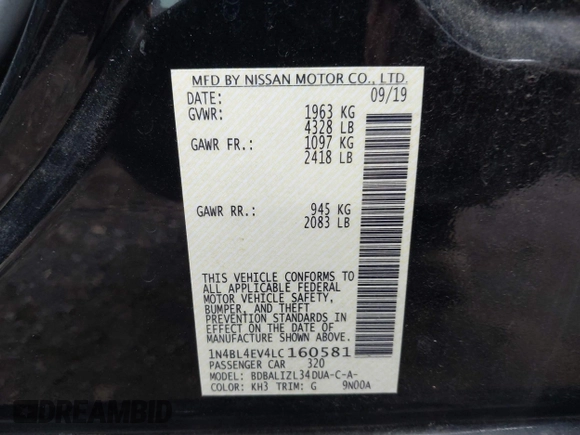 MFD BY NISSAN MOTOR CO., LTD.
DATE: 09/19
GVWR: 1963 KG
4328 LB
GAWR FR.: 1097 KG
2418 LB
GAWR RR.: 945 KG
2083 LB
THIS VEHICLE CONFORMS TO
ALL APPLICABLE FEDERAL
MOTOR VEHICLE SAFETY,
BUMPER, AND THEFT
PREVENTION STANDARDS IN
EFFECT ON THE DATE OF
MANUFACTURE SHOWN ABOVE.
1N4BL4EV4LC160581
PASSENGER CAR 320
MODEL: BDBALIZL34DUA-C-A-
COLOR: KH3 TRIM: G 9N00A
DREAMBID